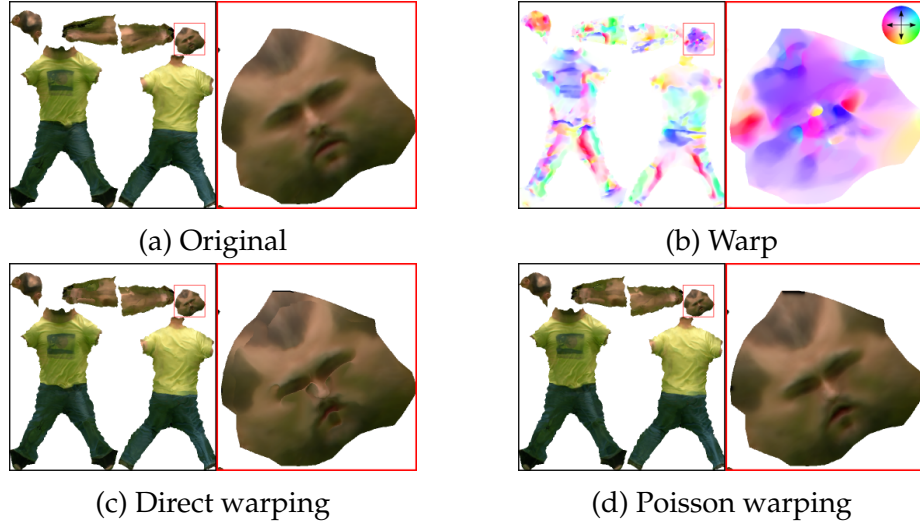 (a) Original
(b) Warp
(c) Direct warping
(d) Poisson warping